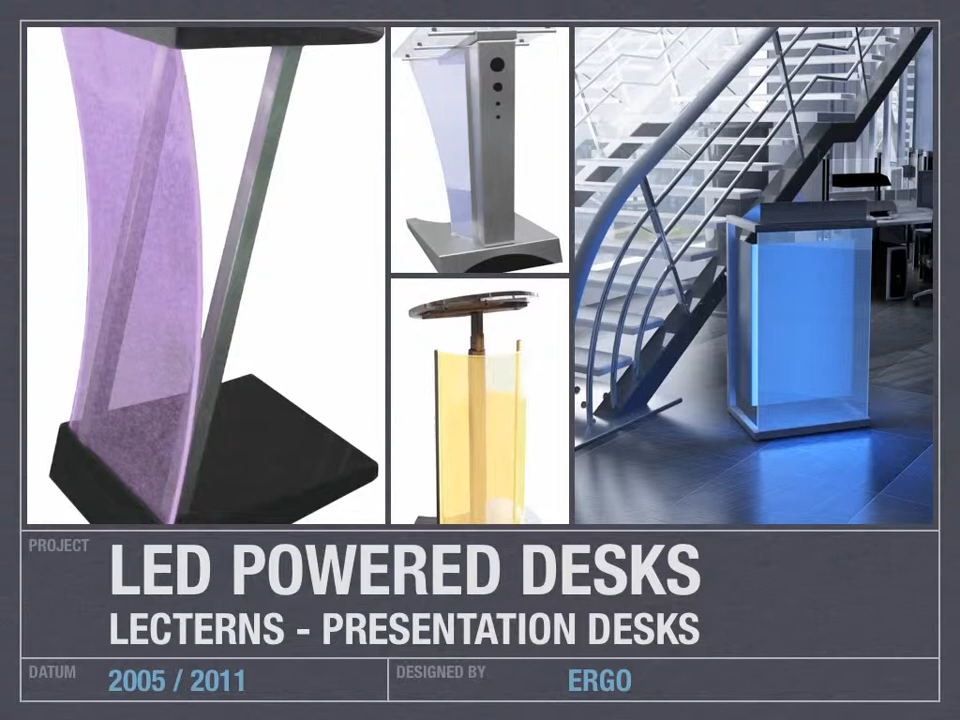 PROJECT
LED POWERED DESKS
LECTERNS - PRESENTATION DESKS
DATUM
2005 / 2011
DESIGNED BY
ERGO